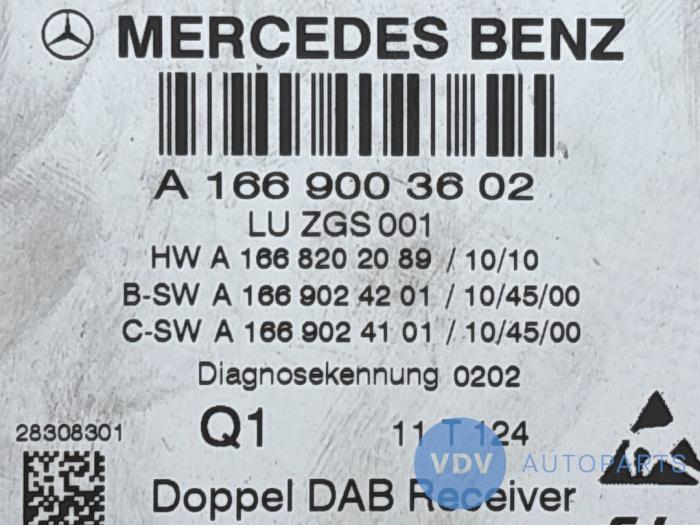 MERCEDES BENZ
A 166 900 36 02
LU ZGS 001
HW A 166 820 20 89 / 10/10
B-SW A 166 902 42 01 / 10/45/00
C-SW A 166 902 41 01 / 10/45/00
Diagnosekennung 0202
28308301 Q1 11 T 124
VDV AUTOPARTS
Doppel DAB Receiver